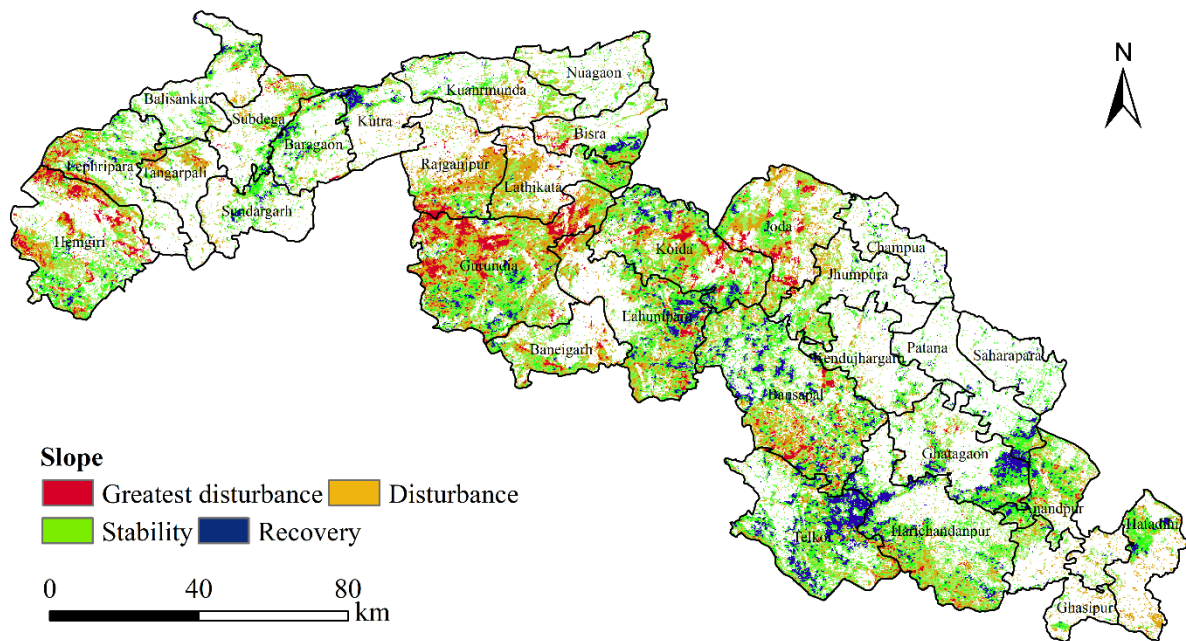 N
Nuagaon
Kuanrmunda
Balisankar
Subdega
Kutra
Bisra
Baragaon
Lephripara
Tangarpali
Rajganjpur
Lathikata
Sundargarh
Hemgiri
Koida
Joda
Champua
Gurundia
Jhumpura
Lahunipara
Baneigarh
Kendujhargarh
Patana
Saharapara
Bansapal
Ghatagaon
Anandpur
Telkoi
Harichandanpur
Hatadihi
Ghasipur
Slope
Greatest disturbance Disturbance
Stability Recovery
0 40 80
km